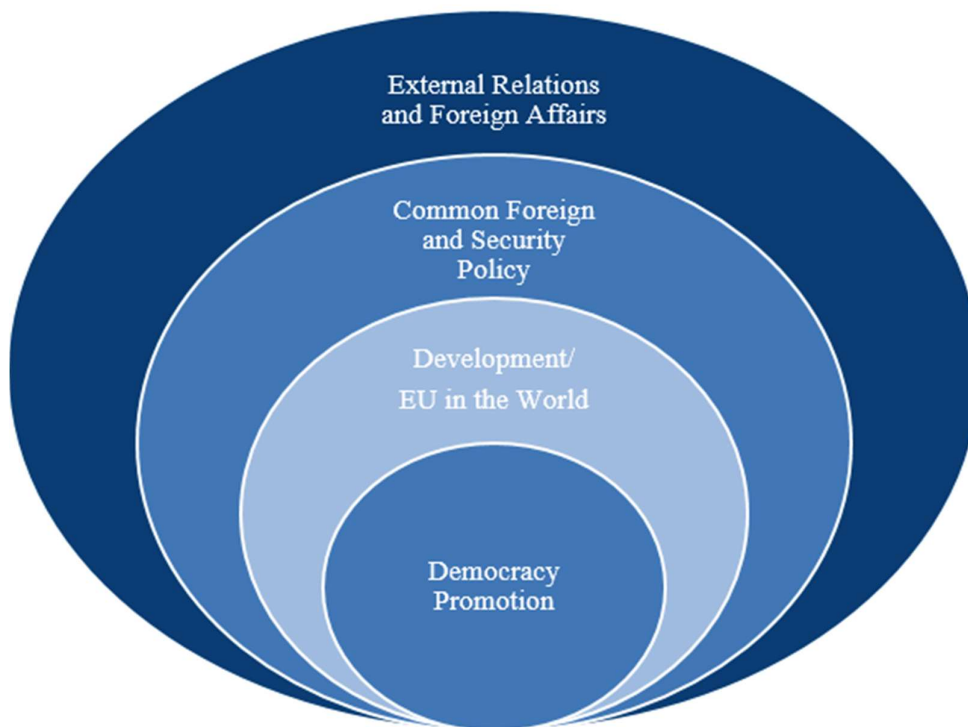 External Relations
and Foreign Affairs
Common Foreign
and Security
Policy
Development/
EU in the World
Democracy
Promotion